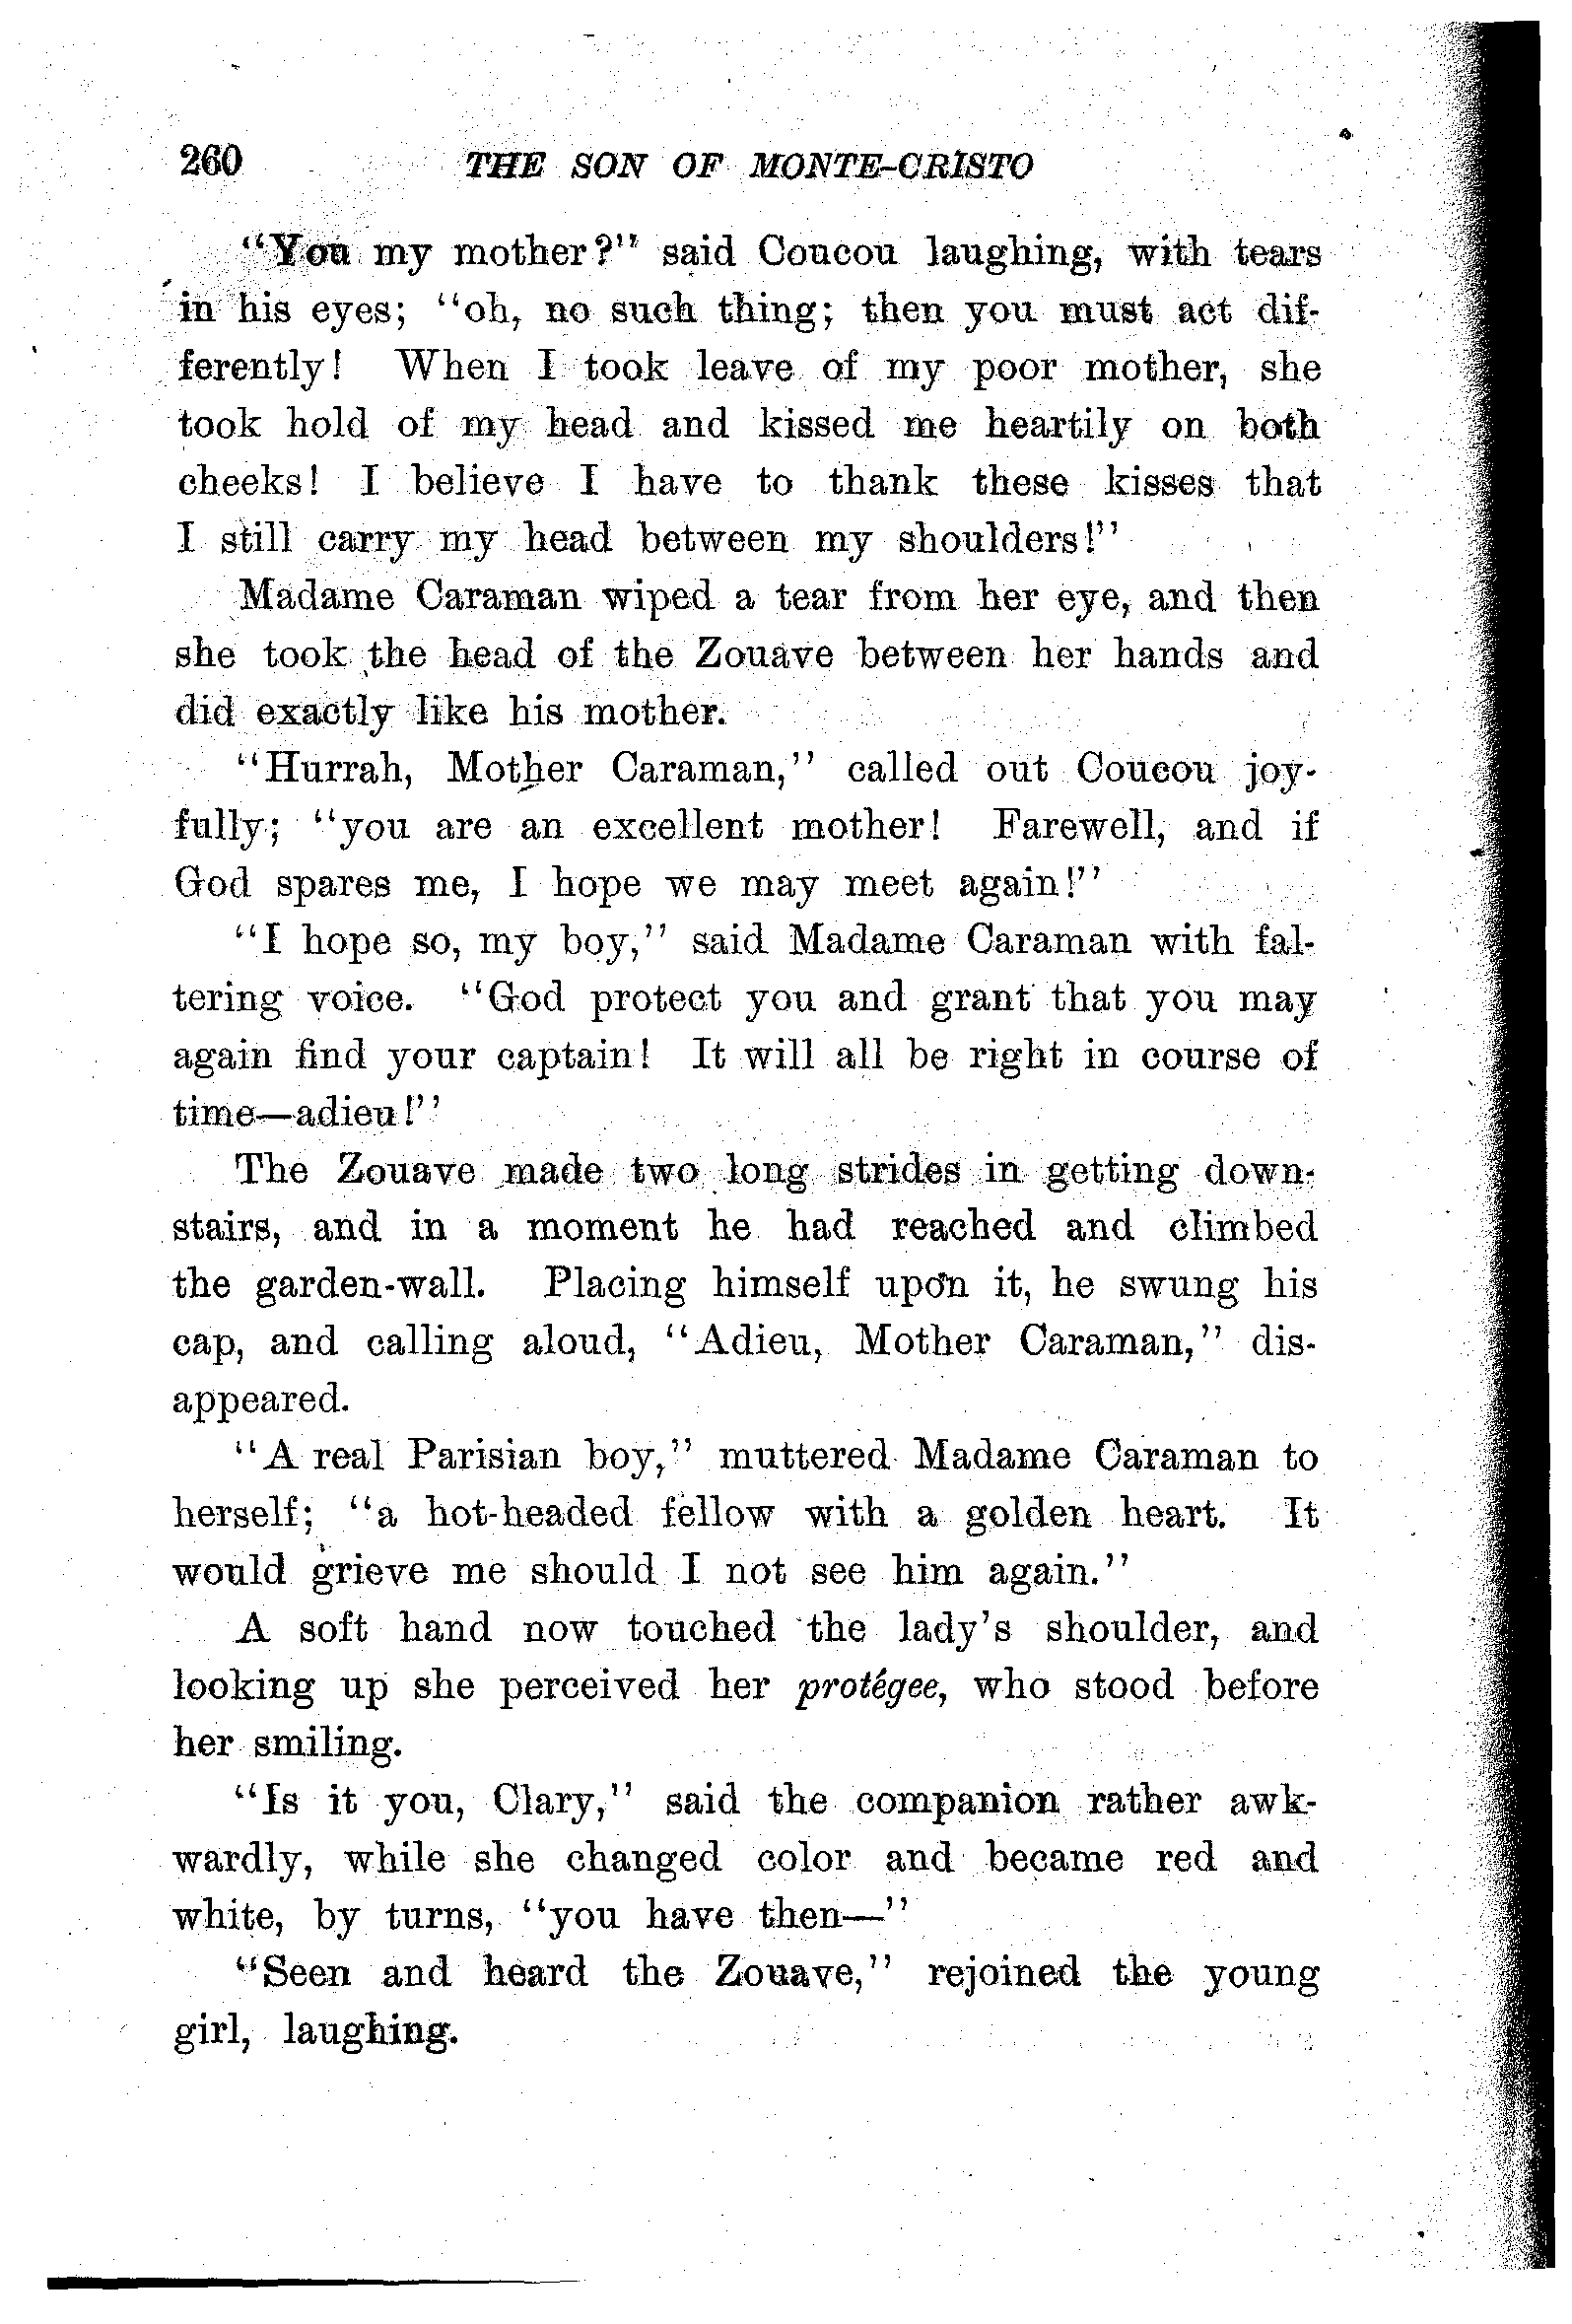 260 THE SON OF MONTE-CRISTO
"You my mother?" said Coucou laughing, with tears
in his eyes; "oh, no such thing; then you must act dif-
ferently! When I took leave of my poor mother, she
took hold of my head and kissed me heartily on both
cheeks! I believe I have to thank these kisses that
I still carry my head between my shoulders!"
Madame Caraman wiped a tear from her eye, and then
she took the head of the Zouave between her hands and
did exactly like his mother.
"Hurrah, Mother Caraman," called out Coucou joy-
fully; "you are an excellent mother! Farewell, and if
God spares me, I hope we may meet again!"
"I hope so, my boy," said Madame Caraman with fal-
tering voice. "God protect you and grant that you may
again find your captain! It will all be right in course of
time—adieu!"
The Zouave made two long strides in getting down-
stairs, and in a moment he had reached and climbed
the garden-wall. Placing himself upon it, he swung his
cap, and calling aloud, "Adieu, Mother Caraman," dis-
appeared.
"A real Parisian boy," muttered Madame Caraman to
herself; "a hot-headed fellow with a golden heart. It
would grieve me should I not see him again."
A soft hand now touched the lady's shoulder, and
looking up she perceived her protégee, who stood before
her smiling.
"Is it you, Clary," said the companion rather awk-
wardly, while she changed color and became red and
white, by turns, "you have then—"
"Seen and heard the Zouave," rejoined the young
girl, laughing.